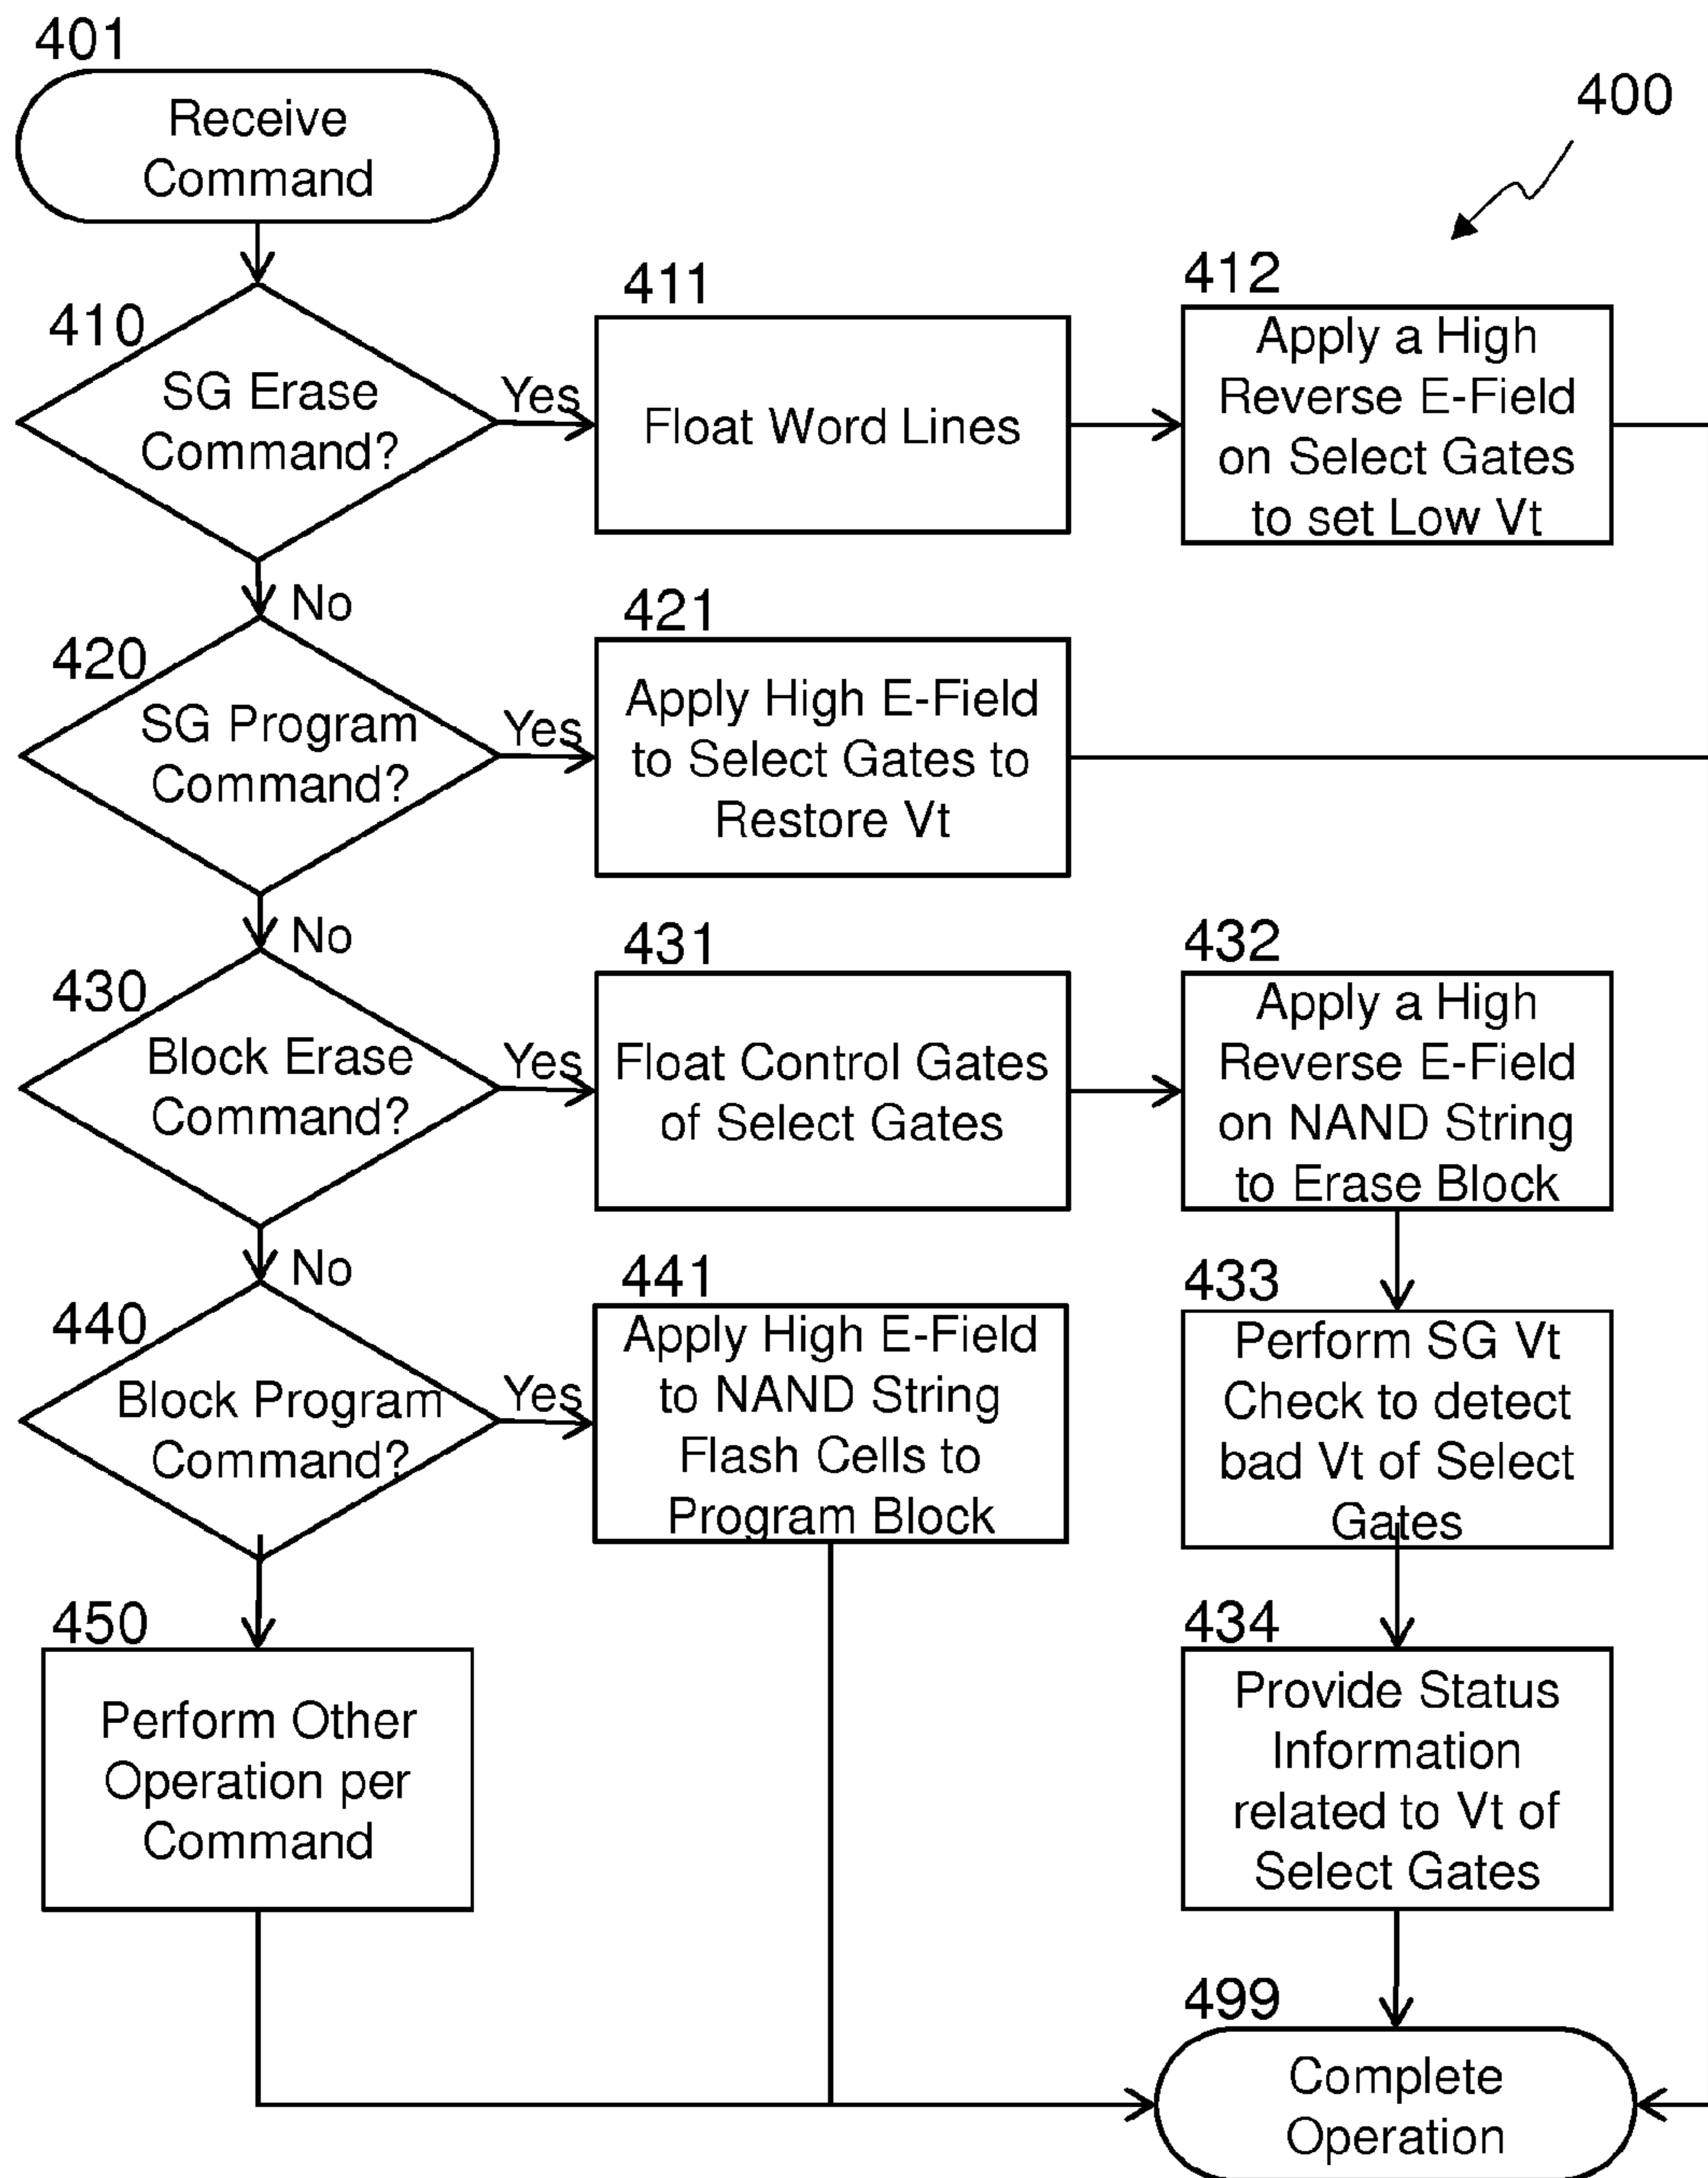 401
Receive
Command
400
410
SG Erase
Command?
Yes
411
Float Word Lines
412
Apply a High
Reverse E-Field
on Select Gates
to set Low Vt
No
420
SG Program
Command?
Yes
421
Apply High E-Field
to Select Gates to
Restore Vt
No
430
Block Erase
Command?
Yes
431
Float Control Gates
of Select Gates
432
Apply a High
Reverse E-Field
on NAND String
to Erase Block
No
440
Block Program
Command?
Yes
441
Apply High E-Field
to NAND String
Flash Cells to
Program Block
433
Perform SG Vt
Check to detect
bad Vt of Select
Gates
450
Perform Other
Operation per
Command
434
Provide Status
Information
related to Vt of
Select Gates
499
Complete
Operation